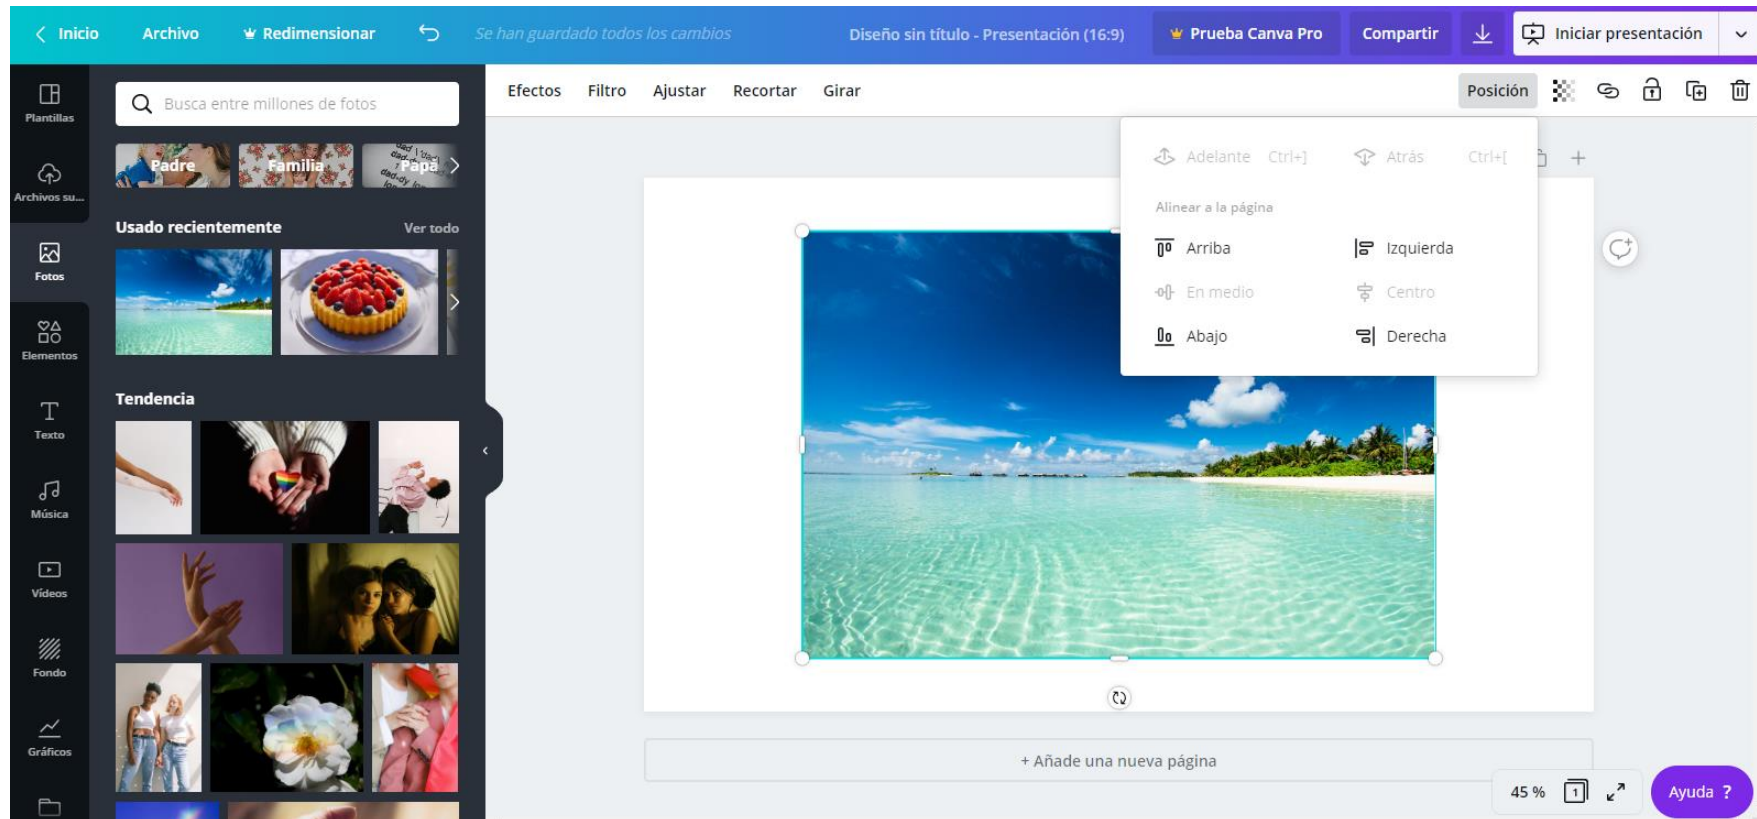 Inicio Archivo Redimensionar Se han guardado todos los cambios Diseño sin título - Presentación (16:9) Prueba Canva Pro Compartir Iniciar presentación
Plantillas
Archivos su...
Fotos
Elementos
Texto
Música
Vídeos
Fondo
Gráficos
Busca entre millones de fotos
Padre Familia Papá
Usado recientemente Ver todo
Tendencia
Efectos Filtro Ajustar Recortar Girar Posición
Adelante Ctrl+] Atrás Ctrl+[
Alinear a la página
Arriba Izquierda
En medio Centro
Abajo Derecha
+ Añade una nueva página
45 % 1 Ayuda ?